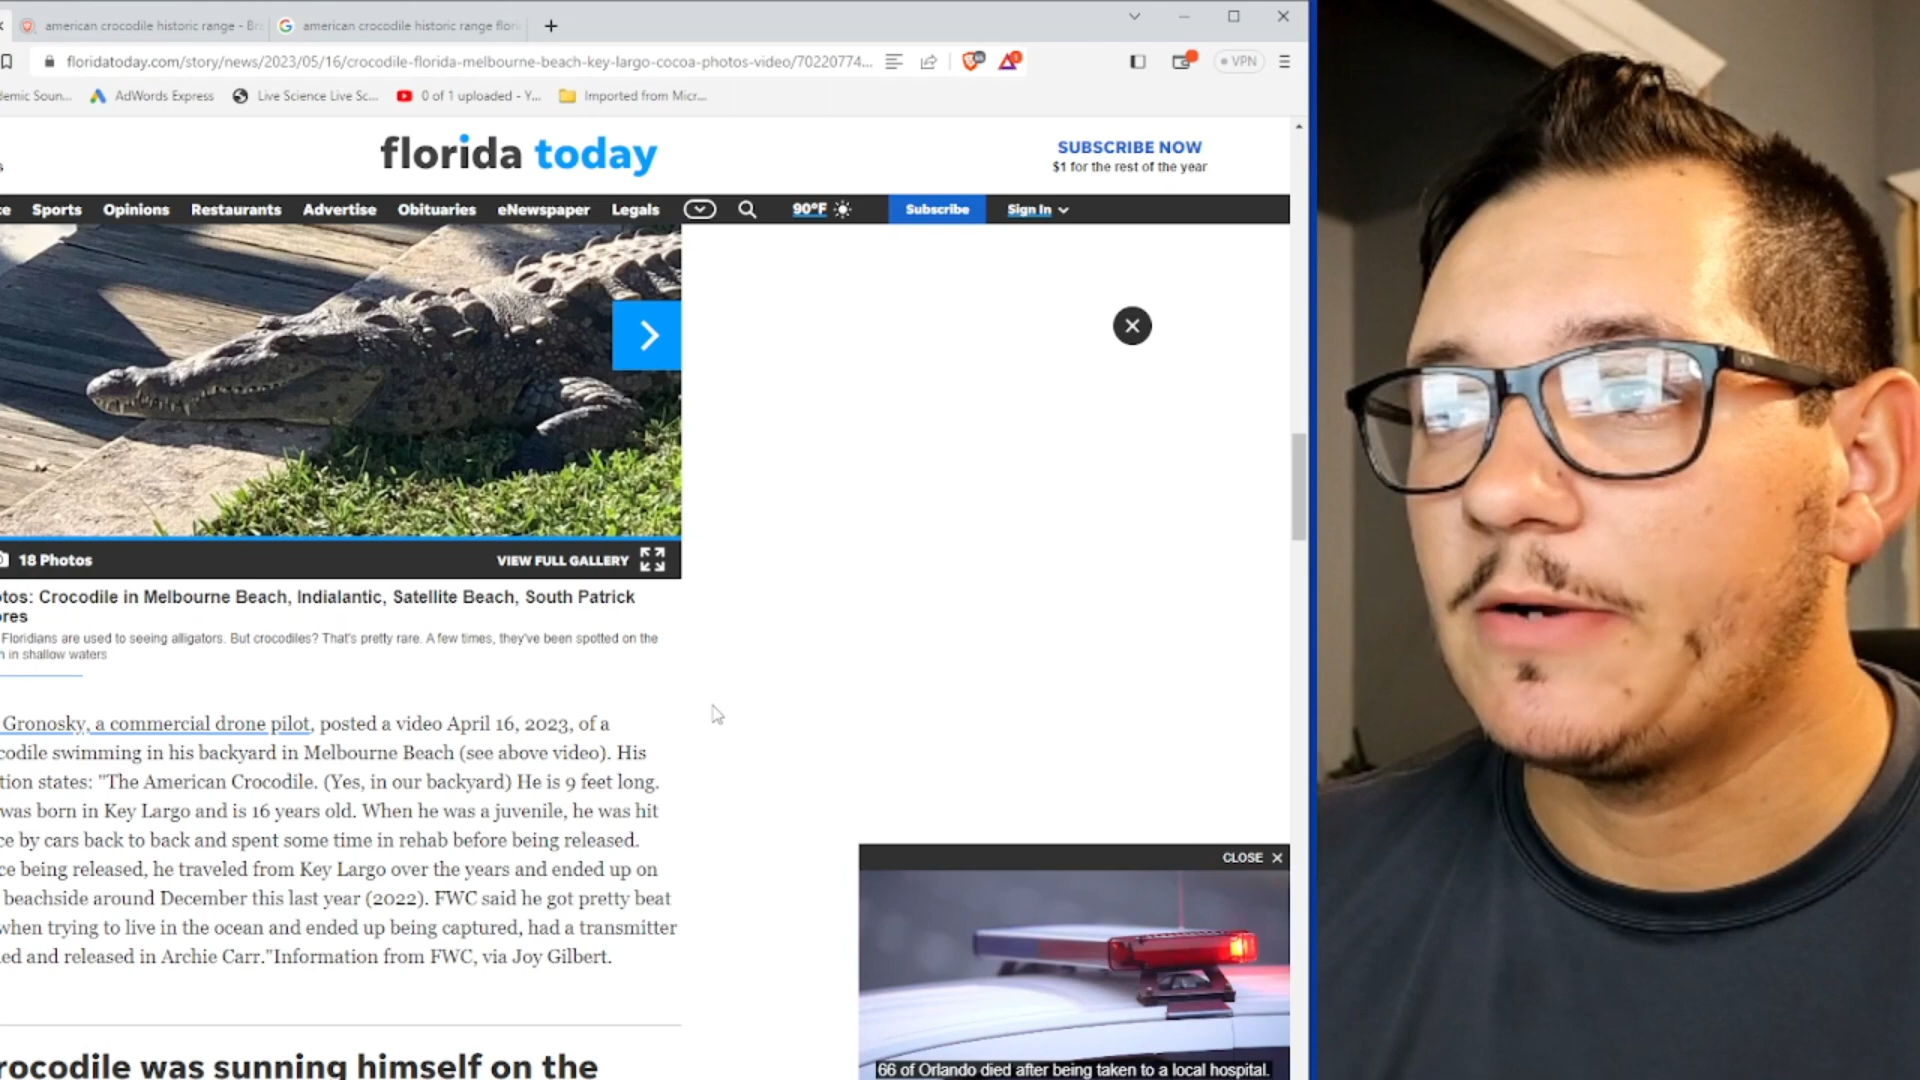 american crocodile historic range - Bra
american crocodile historic range flori
floridatoday.com/story/news/2023/05/16/crocodile-florida-melbourne-beach-key-largo-cocoa-photos-video/70220774...
VPN
demic Soun...
AdWords Express
Live Science Live Sc...
0 of 1 uploaded - Y...
Imported from Micr...
florida today
SUBSCRIBE NOW
$1 for the rest of the year
s
ce Sports Opinions Restaurants Advertise Obituaries eNewspaper Legals 90°F Subscribe Sign In
18 Photos
VIEW FULL GALLERY
otos: Crocodile in Melbourne Beach, Indialantic, Satellite Beach, South Patrick
ores
Floridians are used to seeing alligators. But crocodiles? That's pretty rare. A few times, they've been spotted on the
h in shallow waters
Gronosky, a commercial drone pilot, posted a video April 16, 2023, of a
codile swimming in his backyard in Melbourne Beach (see above video). His
tion states: "The American Crocodile. (Yes, in our backyard) He is 9 feet long.
was born in Key Largo and is 16 years old. When he was a juvenile, he was hit
ce by cars back to back and spent some time in rehab before being released.
ce being released, he traveled from Key Largo over the years and ended up on
beachside around December this last year (2022). FWC said he got pretty beat
when trying to live in the ocean and ended up being captured, had a transmitter
ed and released in Archie Carr."Information from FWC, via Joy Gilbert.
CLOSE
66 of Orlando died after being taken to a local hospital.
rocodile was sunning himself on the